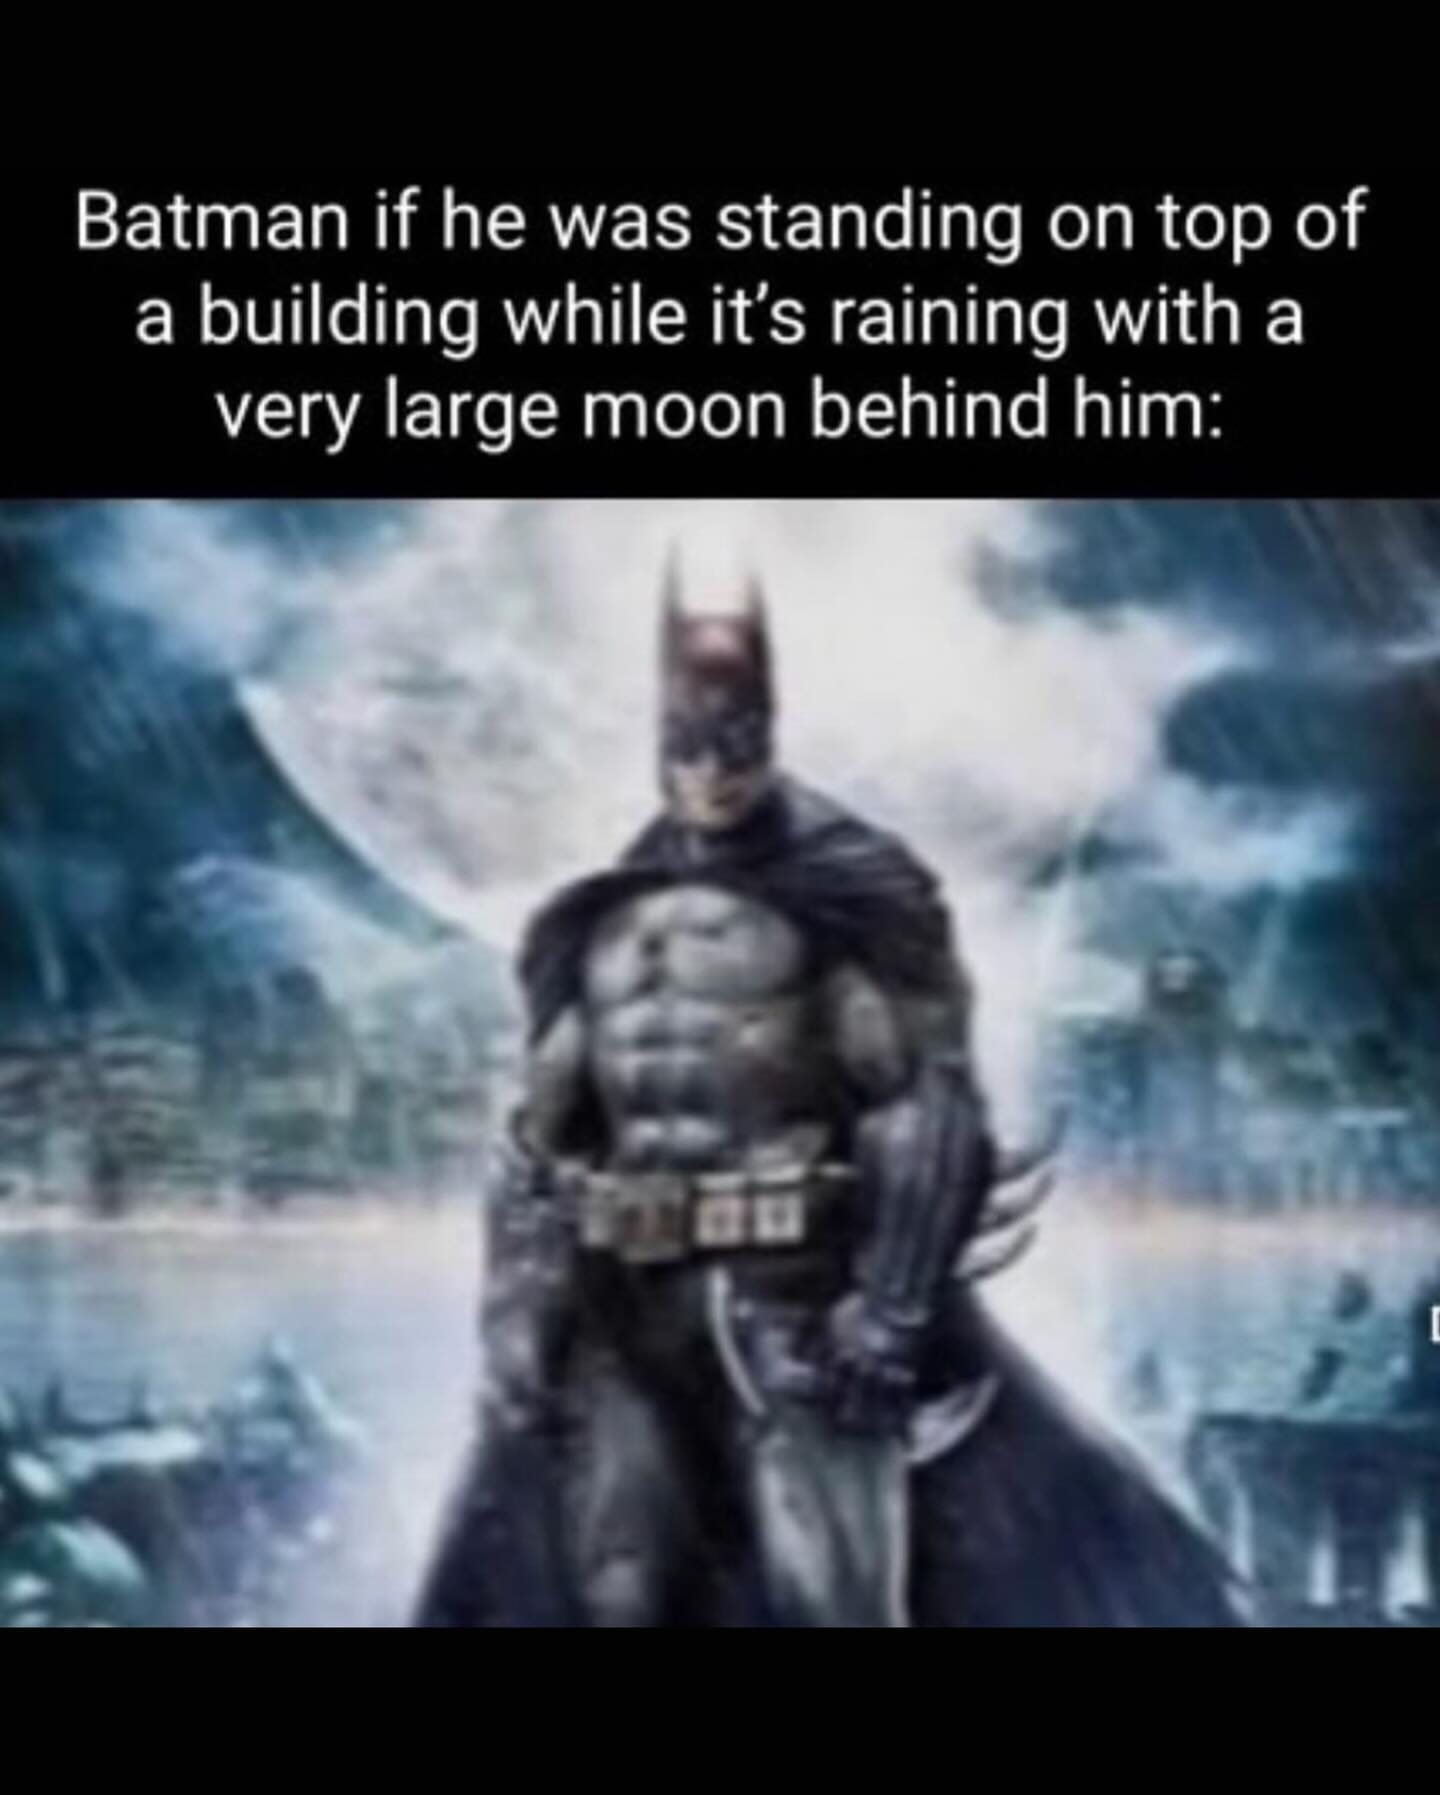 Batman if he was standing on top of
a building while it’s raining with a
very large moon behind him: